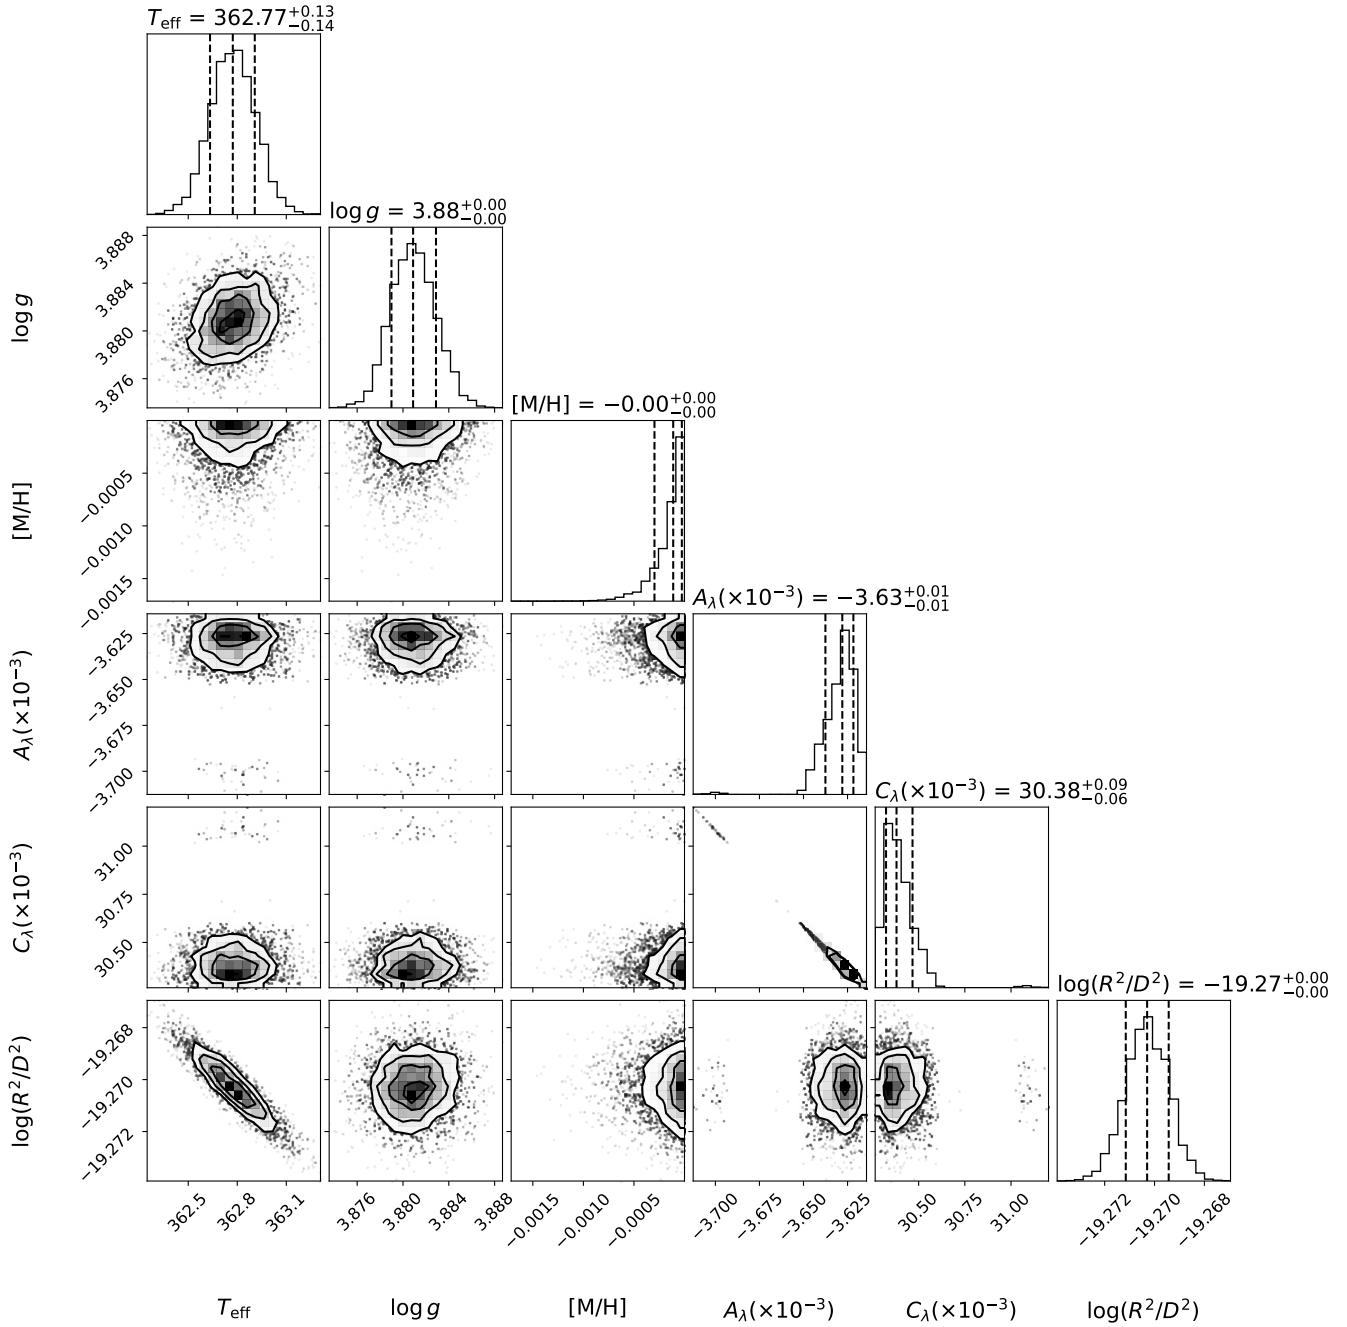 T_eff = 362.77^{+0.13}_{−0.14}
log g = 3.88^{+0.00}_{−0.00}
[M/H] = −0.00^{+0.00}_{−0.00}
A_λ(×10^{−3}) = −3.63^{+0.01}_{−0.01}
C_λ(×10^{−3}) = 30.38^{+0.09}_{−0.06}
log(R²/D²) = −19.27^{+0.00}_{−0.00}
log g
3.888
3.884
3.880
3.876
[M/H]
−0.0005
−0.0010
−0.0015
A_λ(×10^{−3})
−3.625
−3.650
−3.675
−3.700
C_λ(×10^{−3})
31.00
30.75
30.50
log(R²/D²)
−19.268
−19.270
−19.272
362.5 362.8 363.1
3.876 3.880 3.884 3.888
−0.0015 −0.0010 −0.0005
−3.700 −3.675 −3.650 −3.625
30.50 30.75 31.00
−19.272 −19.270 −19.268
T_eff
log g
[M/H]
A_λ(×10^{−3})
C_λ(×10^{−3})
log(R²/D²)